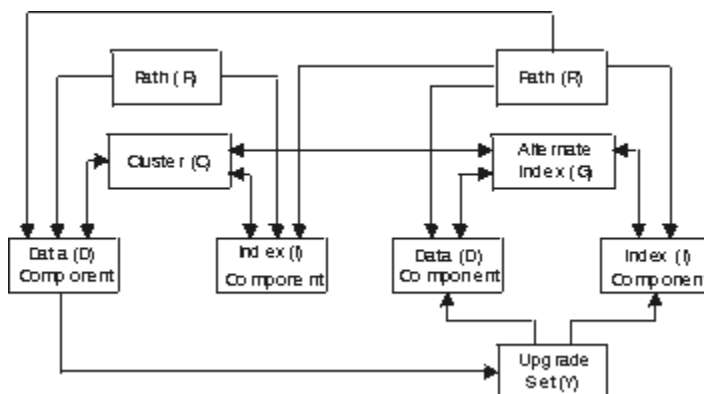 Path (R)
Path (R)
Cluster (C)
Alternate
Index (G)
Data (D)
Component
Index (I)
Component
Data (D)
Component
Index (I)
Component
Upgrade
Set (Y)